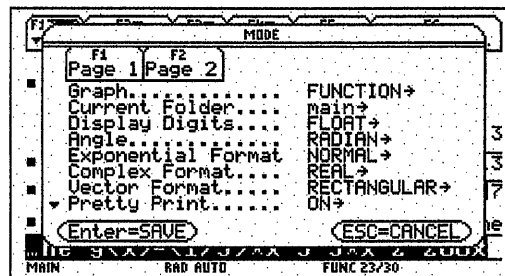 MODE
F1 F2
Page 1 Page 2
Graph.............. FUNCTION→
Current Folder.... main→
Display Digits.... FLOAT→
Angle.............. RADIAN→
Exponential Format NORMAL→
Complex Format.... REAL→
Vector Format..... RECTANGULAR→
Pretty Print...... ON→
Enter=SAVE ESC=CANCEL
MAIN RAD AUTO FUNC 23/30